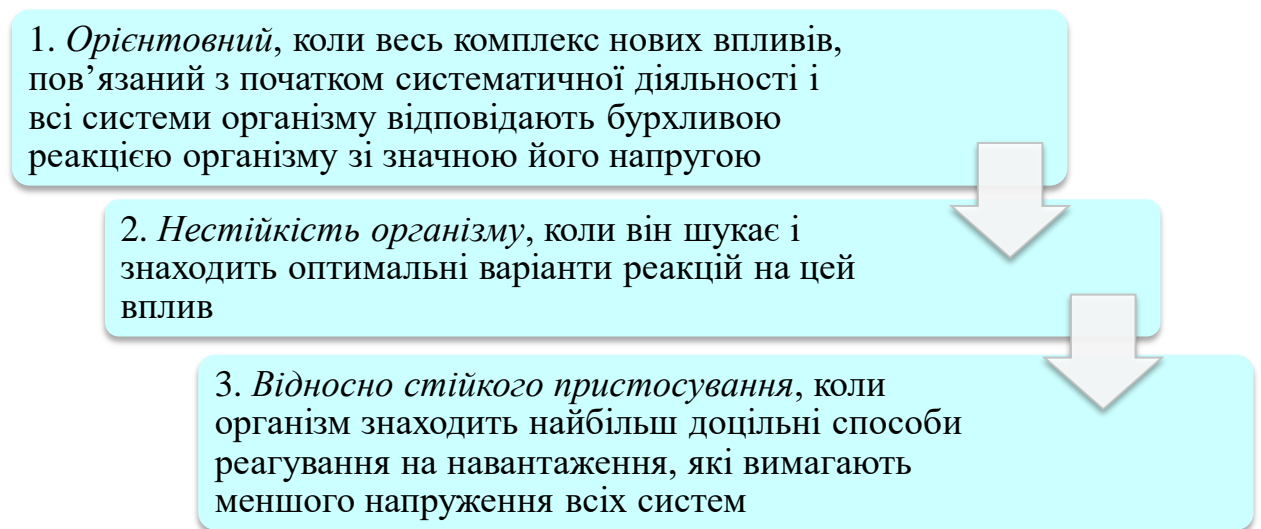 1. Орієнтовний, коли весь комплекс нових впливів,
пов’язаний з початком систематичної діяльності і
всі системи організму відповідають бурхливою
реакцією організму зі значною його напругою
2. Нестійкість організму, коли він шукає і
знаходить оптимальні варіанти реакцій на цей
вплив
3. Відносно стійкого пристосування, коли
організм знаходить найбільш доцільні способи
реагування на навантаження, які вимагають
меншого напруження всіх систем